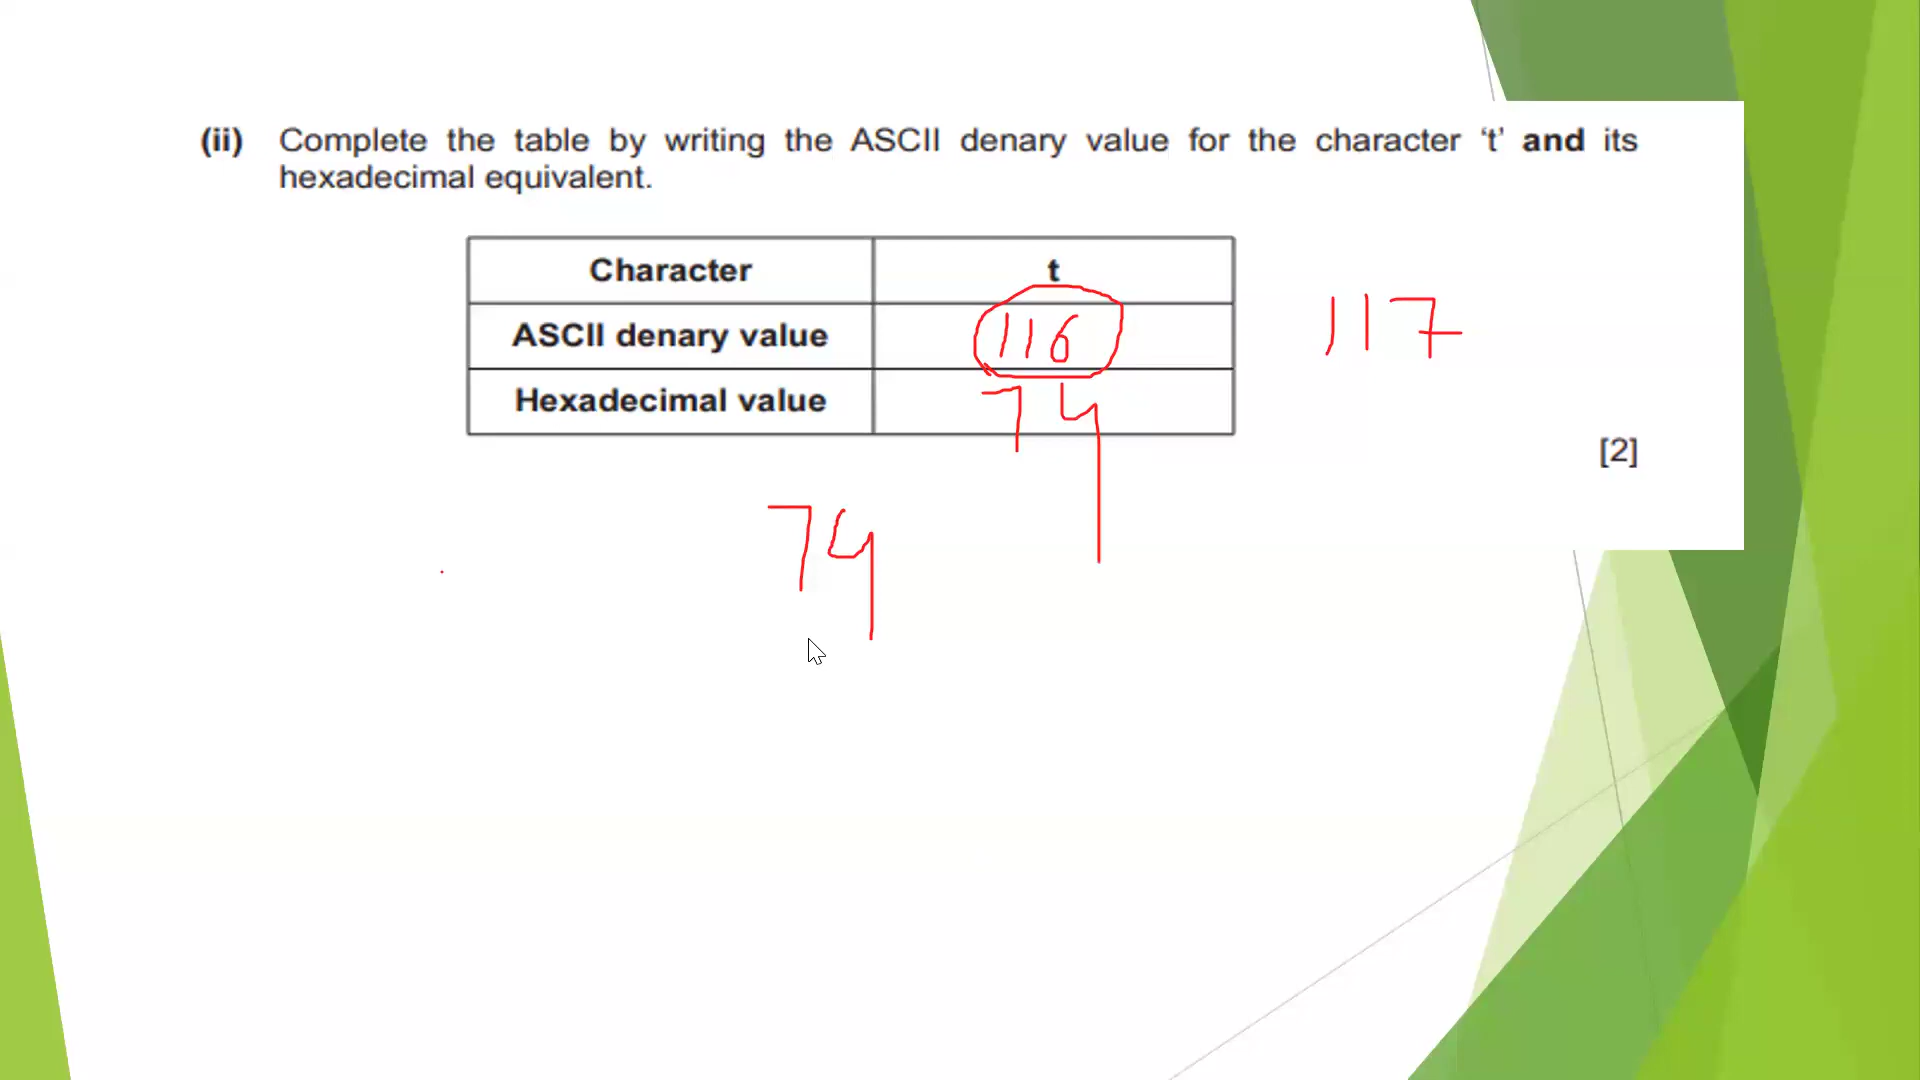 (ii) Complete the table by writing the ASCII denary value for the character ‘t’ and its
hexadecimal equivalent.
Character t
ASCII denary value 116 117
Hexadecimal value 74
[2]
74